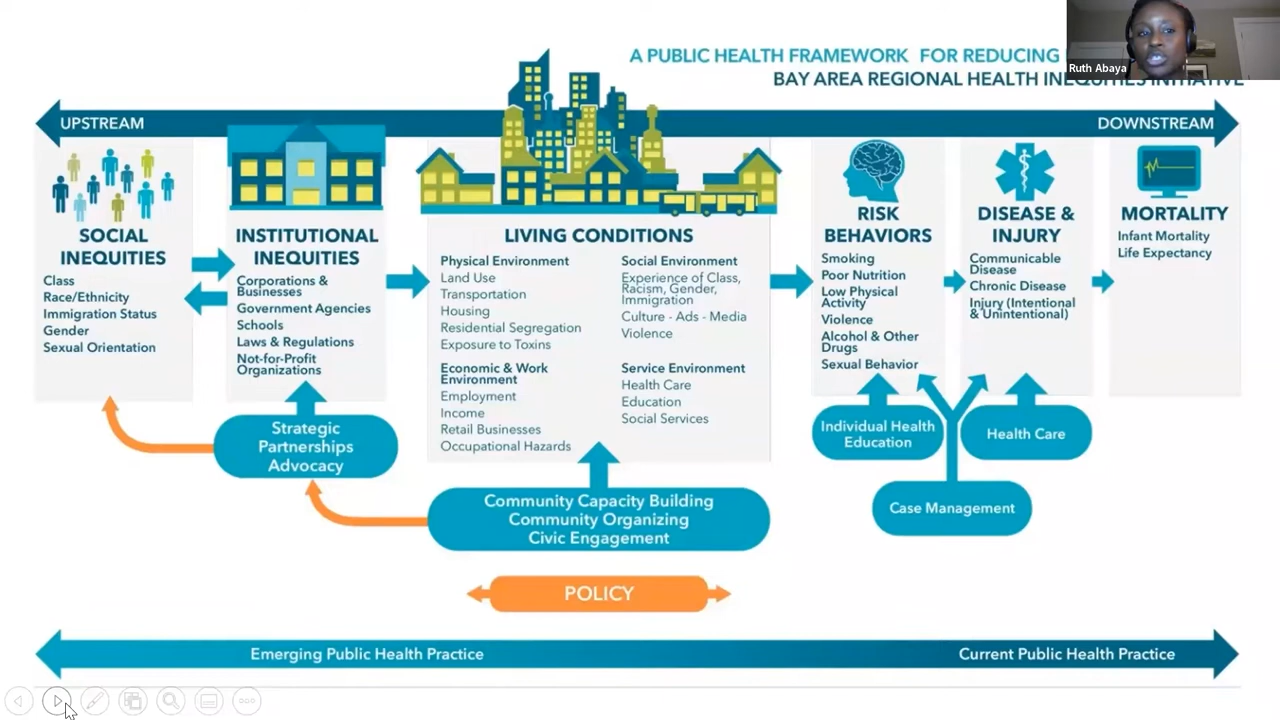 A PUBLIC HEALTH FRAMEWORK FOR REDUCING
BAY AREA REGIONAL HEALTH INEQUITIES INITIATIVE
Ruth Abaya
UPSTREAM
DOWNSTREAM
SOCIAL
INEQUITIES
Class
Race/Ethnicity
Immigration Status
Gender
Sexual Orientation
INSTITUTIONAL
INEQUITIES
Corporations &
Businesses
Government Agencies
Schools
Laws & Regulations
Not-for-Profit
Organizations
LIVING CONDITIONS
Physical Environment
Land Use
Transportation
Housing
Residential Segregation
Exposure to Toxins
Economic & Work
Environment
Employment
Income
Retail Businesses
Occupational Hazards
Social Environment
Experience of Class,
Racism, Gender,
Immigration
Culture - Ads - Media
Violence
Service Environment
Health Care
Education
Social Services
RISK
BEHAVIORS
Smoking
Poor Nutrition
Low Physical
Activity
Violence
Alcohol & Other
Drugs
Sexual Behavior
DISEASE &
INJURY
Communicable
Disease
Chronic Disease
Injury (Intentional
& Unintentional)
MORTALITY
Infant Mortality
Life Expectancy
Strategic
Partnerships
Advocacy
Community Capacity Building
Community Organizing
Civic Engagement
Individual Health
Education
Health Care
Case Management
POLICY
Emerging Public Health Practice
Current Public Health Practice